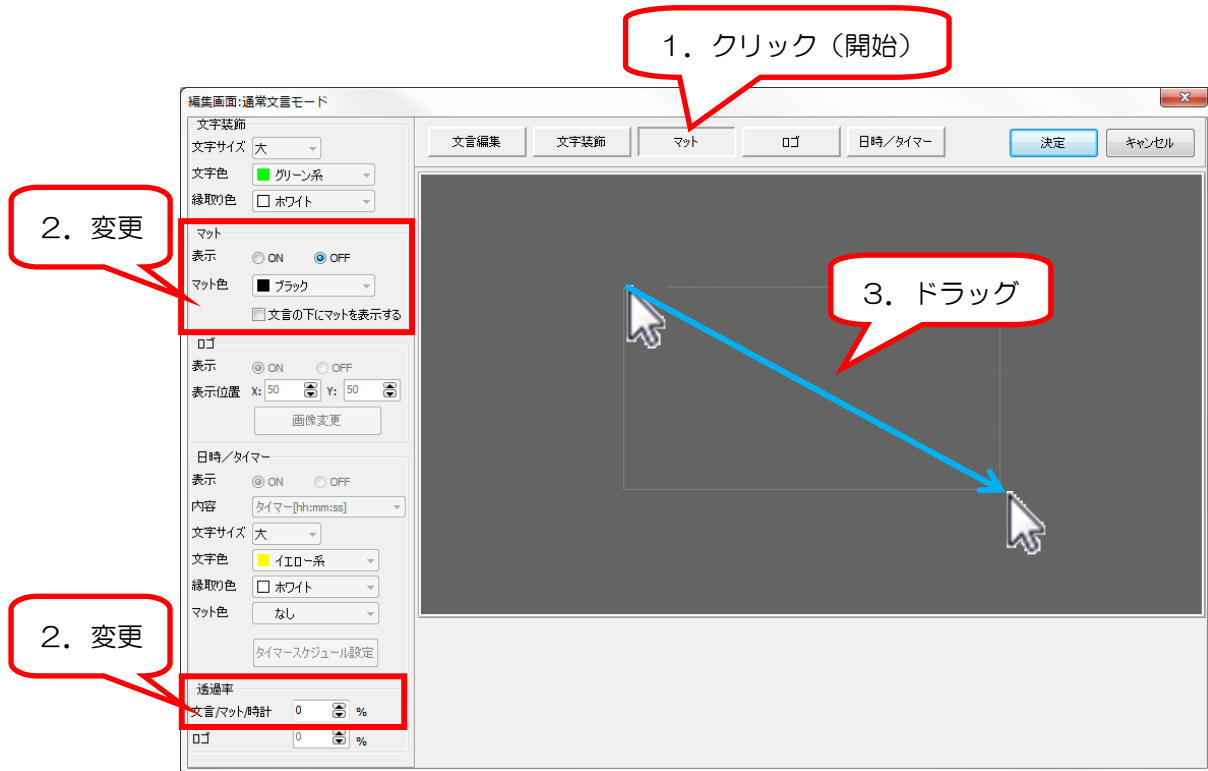 1．クリック（開始）
編集画面:通常文言モード
文字装飾
文字サイズ 大
文字色 グリーン系
縁取り色 ホワイト
文言編集 文字装飾 マット ロゴ 日時／タイマー 決定 キャンセル
2．変更
マット
表示 ON OFF
マット色 ブラック
文言の下にマットを表示する
3．ドラッグ
ロゴ
表示 ON OFF
表示位置 X: 50 Y: 50
画像変更
日時／タイマー
表示 ON OFF
内容 タイマー[hh:mm:ss]
文字サイズ 大
文字色 イエロー系
縁取り色 ホワイト
マット色 なし
タイマースケジュール設定
2．変更
透過率
文言/マット/時計 0 %
ロゴ 0 %